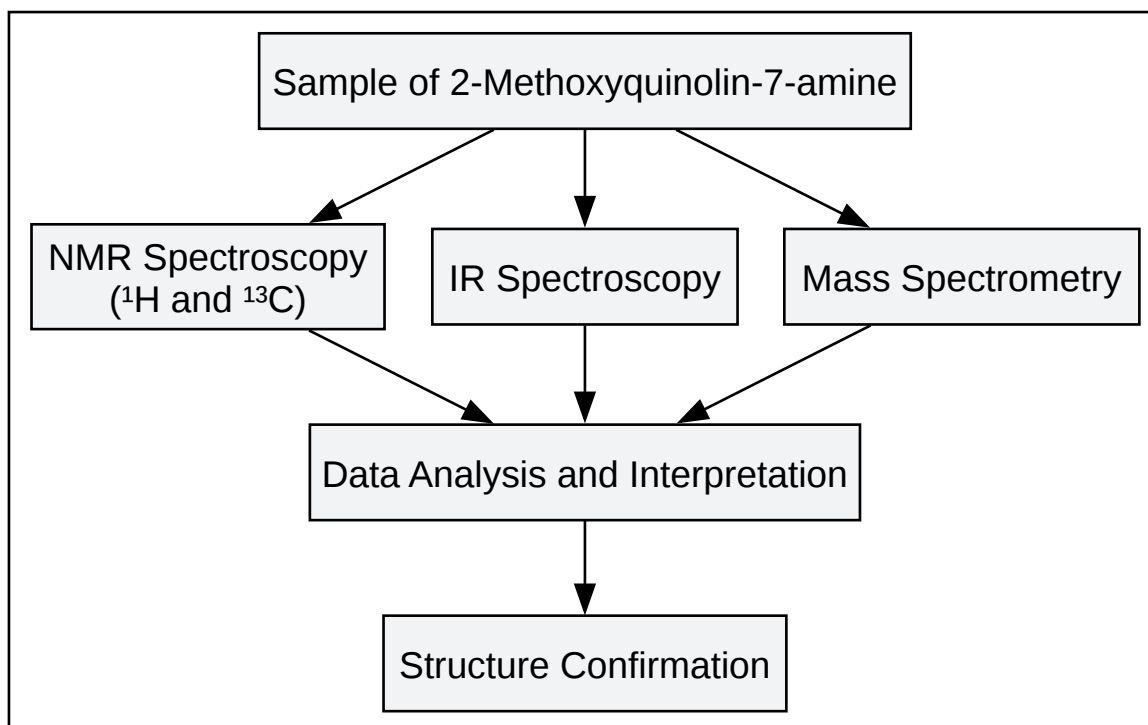 Sample of 2-Methoxyquinolin-7-amine
NMR Spectroscopy
(¹H and ¹³C)
IR Spectroscopy
Mass Spectrometry
Data Analysis and Interpretation
Structure Confirmation